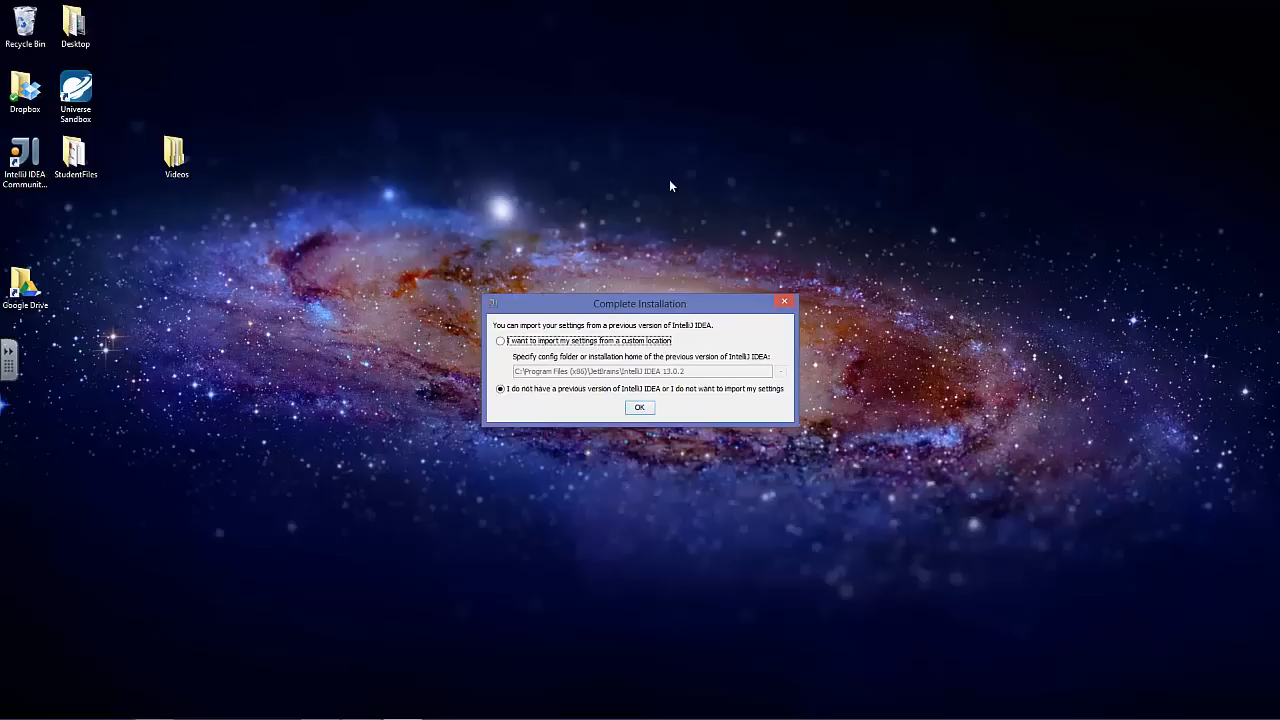 Recycle Bin
Desktop
Dropbox
Universe
Sandbox
IntelliJ IDEA
Communit...
StudentFiles
Videos
Google Drive
Complete Installation
You can import your settings from a previous version of IntelliJ IDEA.
I want to import my settings from a custom location
Specify config folder or installation home of the previous version of IntelliJ IDEA:
C:\Program Files (x86)\JetBrains\IntelliJ IDEA 13.0.2
I do not have a previous version of IntelliJ IDEA or I do not want to import my settings
OK